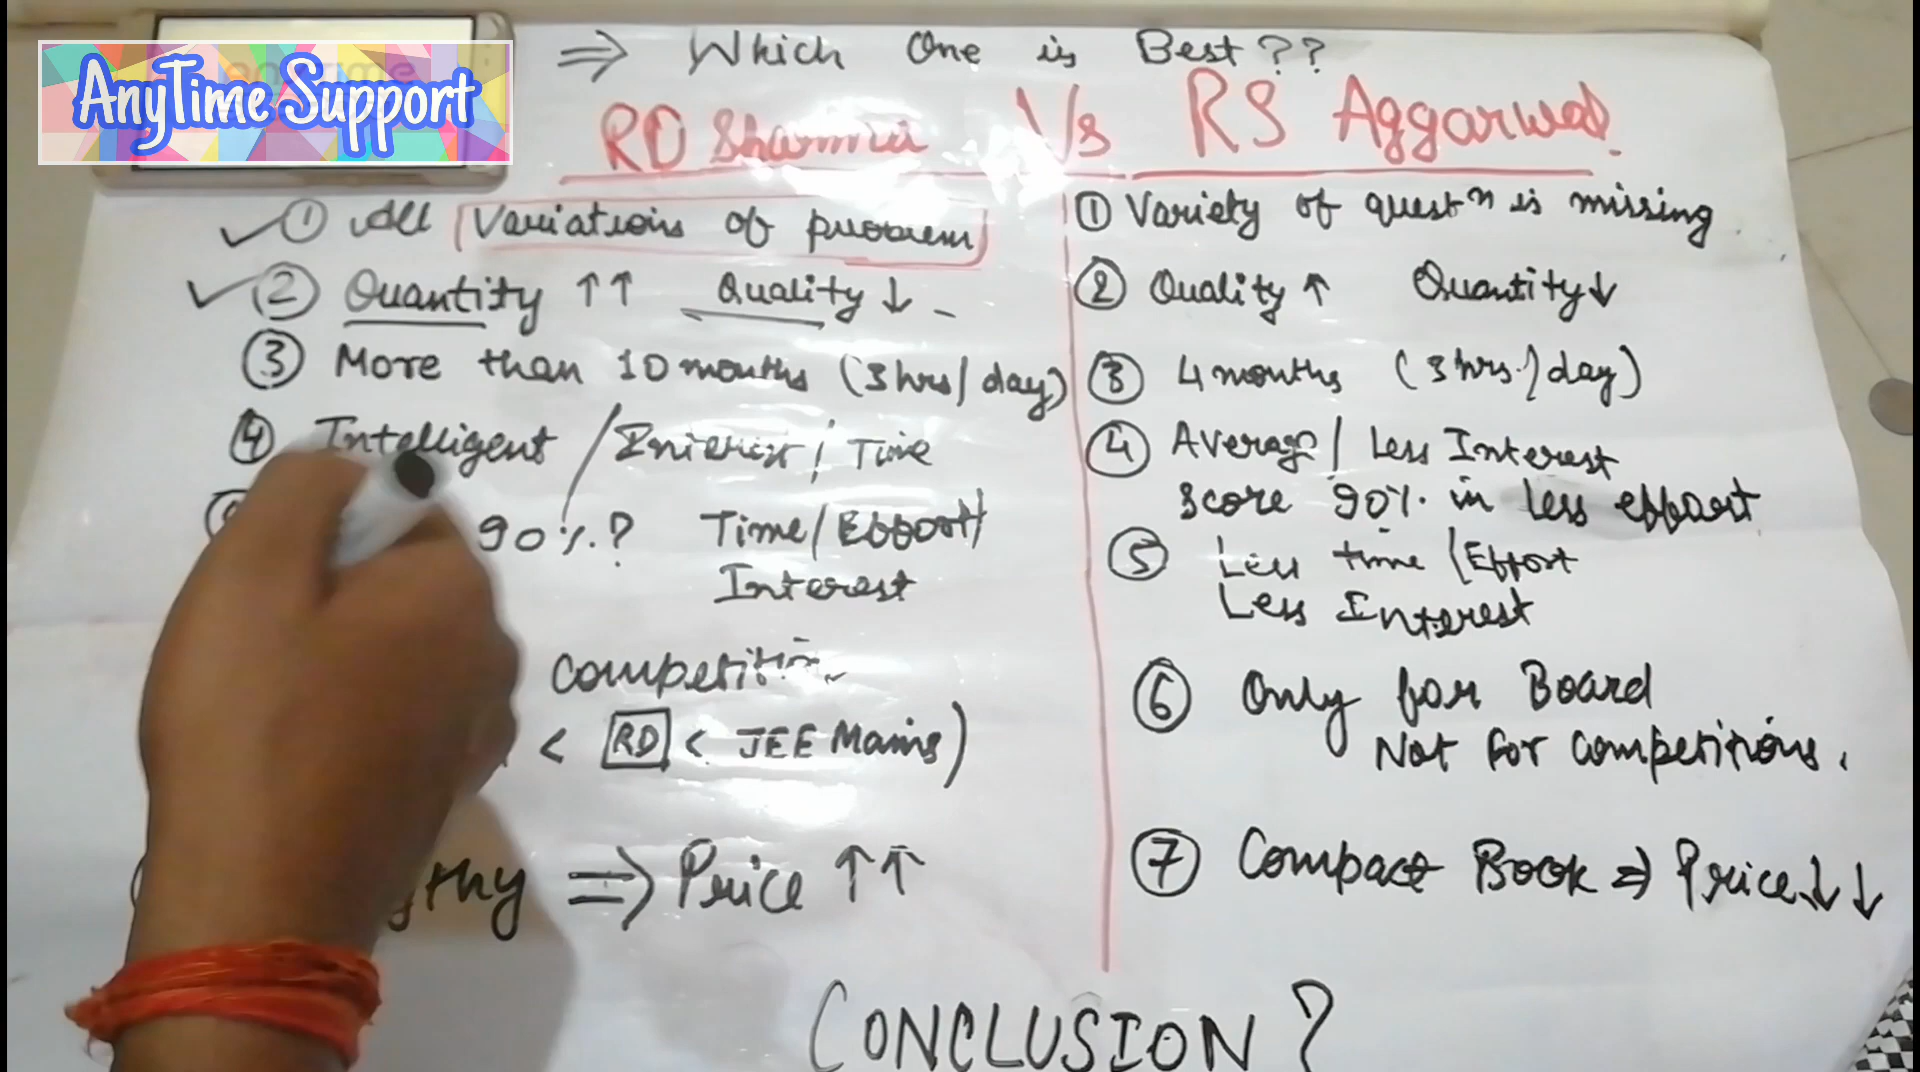 AnyTime Support
⇒ Which One is Best??
RD Sharma Vs RS Aggarwal
① All Variations of problem
② Quantity ↑↑ Quality ↓
③ More than 10 months (3 hrs/day)
④ Intelligent / Interest / Time
90%? Time/Effort/
Interest
Competition
< RD < JEE Mains)
⇒ Price ↑↑
① Variety of questⁿ is missing
② Quality ↑ Quantity ↓
③ 4 months (3 hrs./day)
④ Average / Less Interest
Score 90% in less effort
⑤ Less time / Effort
Less Interest
⑥ Only for Board
Not for Competitions.
⑦ Compact Book ⇒ Price ↓↓
CONCLUSION ?